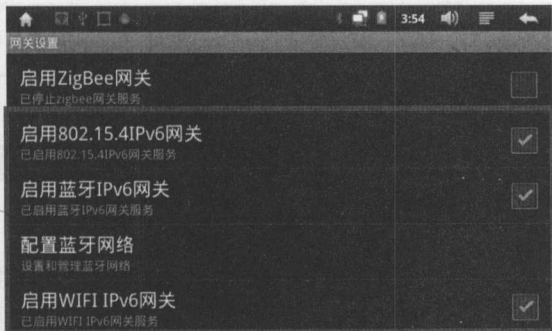 3:54
网关设置
启用ZigBee网关
已停止zigbee网关服务
启用802.15.4IPv6网关
已启用802.15.4IPv6网关服务
启用蓝牙IPv6网关
已启用蓝牙IPv6网关服务
配置蓝牙网络
设置和管理蓝牙网络
启用WIFI IPv6网关
已启用WIFI IPv6网关服务